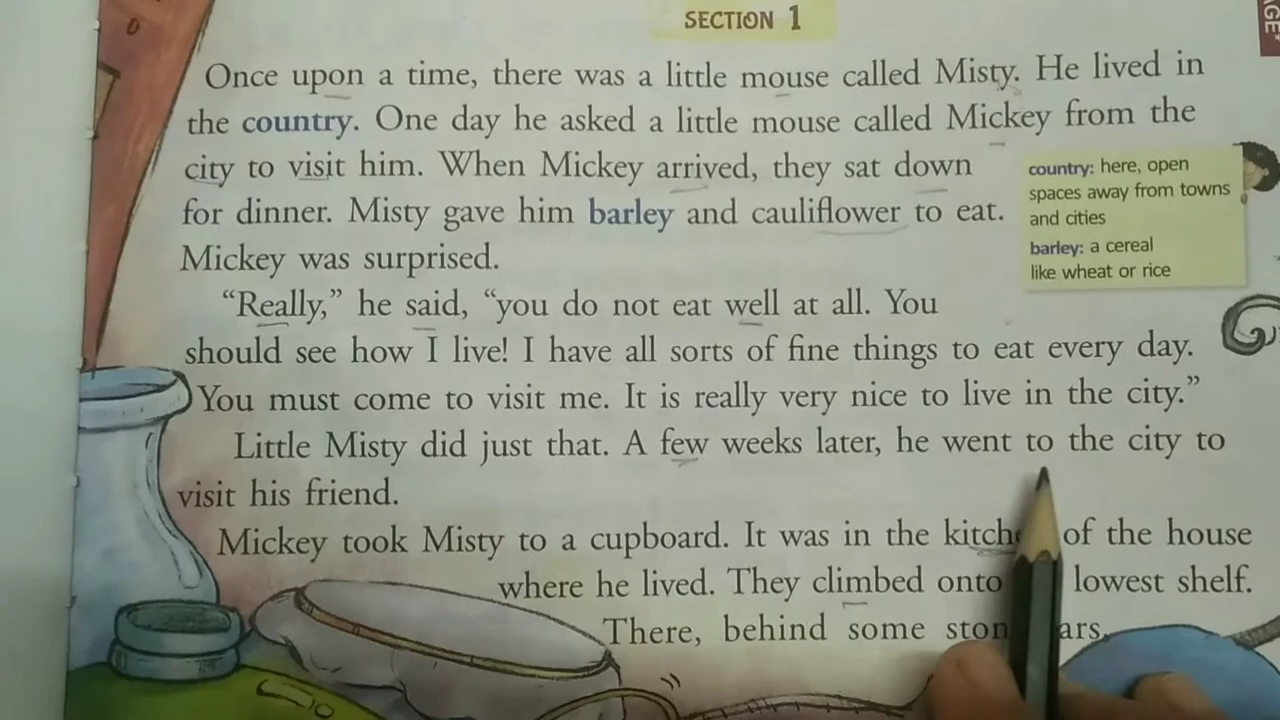 SECTION 1
Once upon a time, there was a little mouse called Misty. He lived in
the country. One day he asked a little mouse called Mickey from the
city to visit him. When Mickey arrived, they sat down
for dinner. Misty gave him barley and cauliflower to eat.
Mickey was surprised.
country: here, open
spaces away from towns
and cities
barley: a cereal
like wheat or rice
“Really,” he said, “you do not eat well at all. You
should see how I live! I have all sorts of fine things to eat every day.
You must come to visit me. It is really very nice to live in the city.”
Little Misty did just that. A few weeks later, he went to the city to
visit his friend.
Mickey took Misty to a cupboard. It was in the of the house
where he lived. They climbed onto lowest shelf.
There, behind some